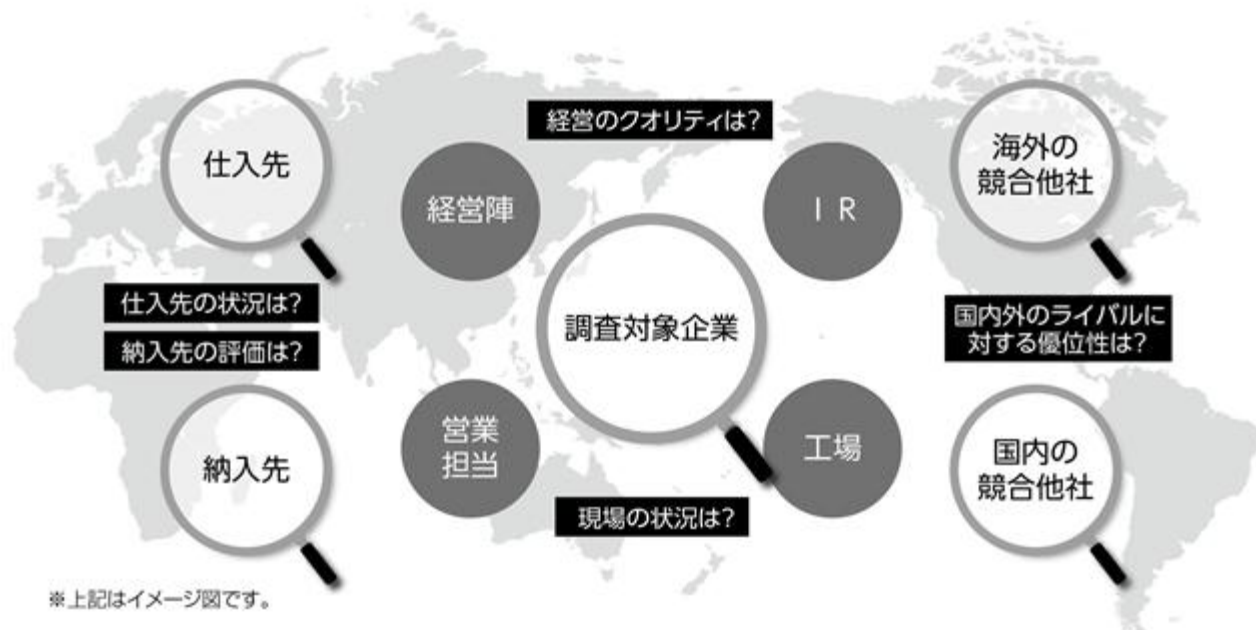 経営のクオリティは?
仕入先
経営陣
I R
海外の
競合他社
仕入先の状況は?
納入先の評価は?
調査対象企業
国内外のライバルに
対する優位性は?
納入先
営業
担当
工場
国内の
競合他社
現場の状況は?
※上記はイメージ図です。